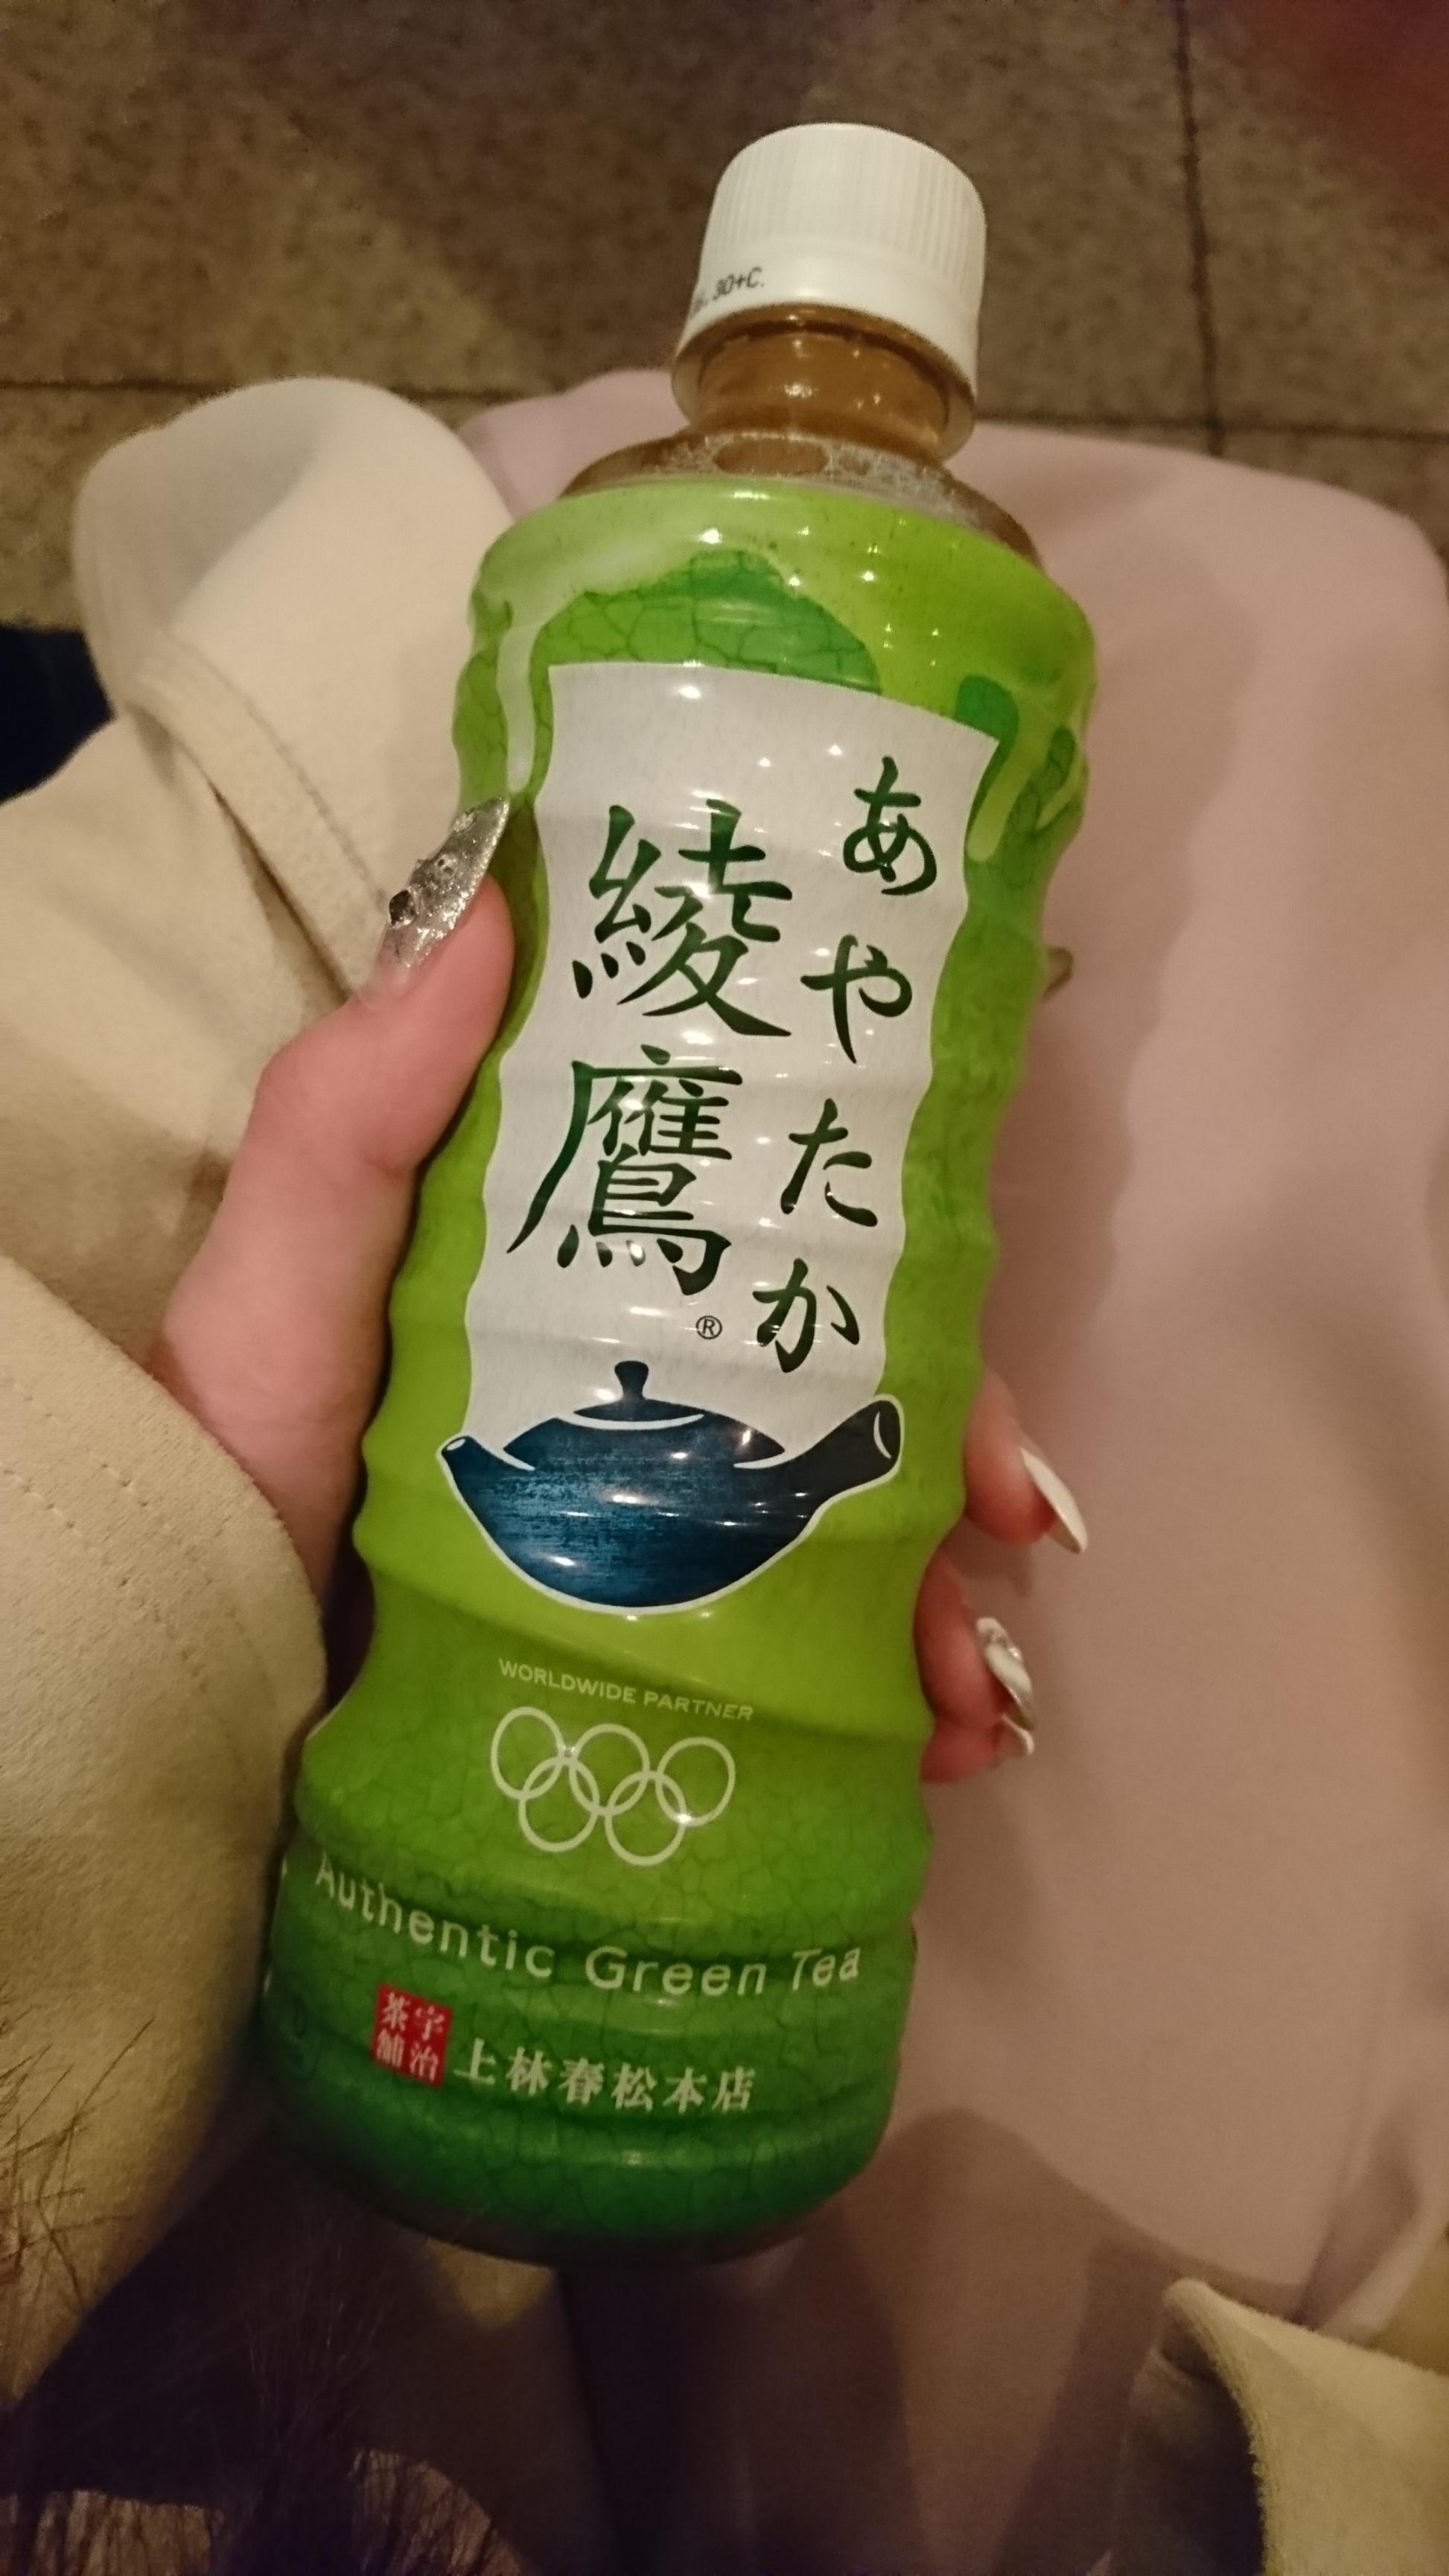 30+C.
あやたか
綾鷹
®
WORLDWIDE PARTNER
Authentic Green Tea
宇治
茶舗
上林春松本店